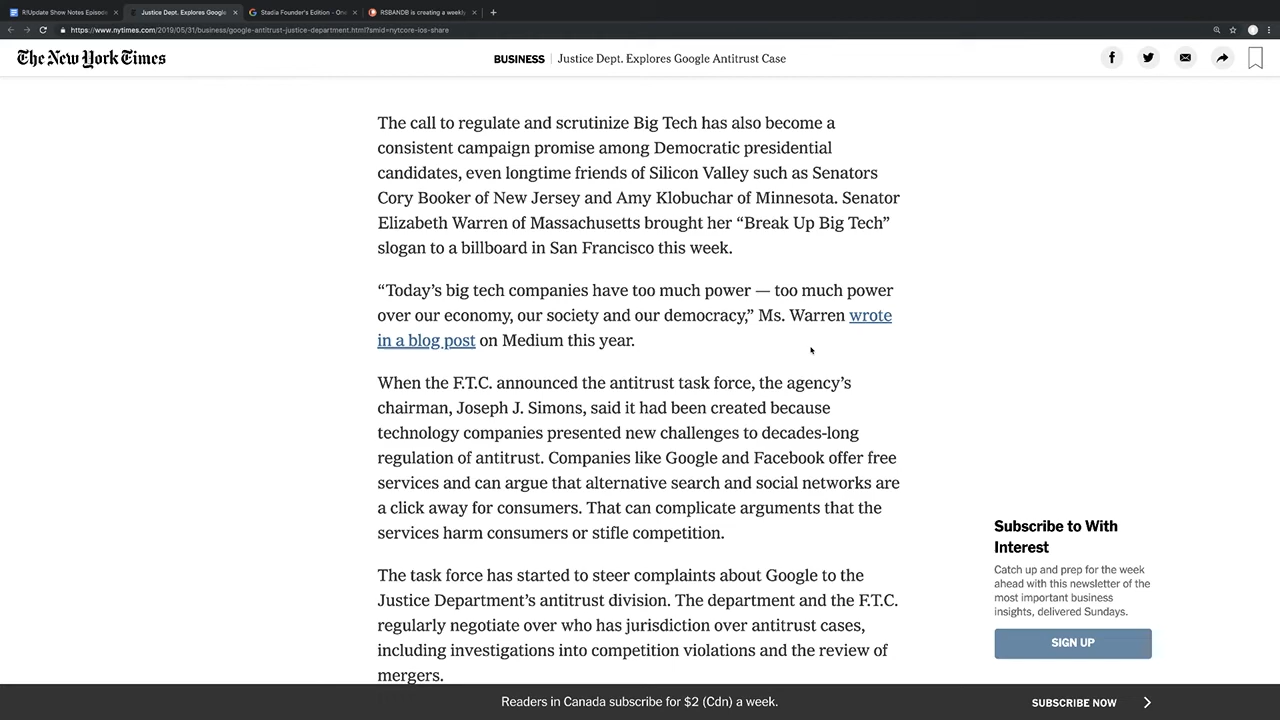 R!Update Show Notes Episode
Justice Dept. Explores Google
Stadia Founder's Edition - One
RSBANDB is creating a weekly
https://www.nytimes.com/2019/05/31/business/google-antitrust-justice-department.html?smid=nytcore-ios-share
The New York Times
BUSINESS | Justice Dept. Explores Google Antitrust Case
The call to regulate and scrutinize Big Tech has also become a
consistent campaign promise among Democratic presidential
candidates, even longtime friends of Silicon Valley such as Senators
Cory Booker of New Jersey and Amy Klobuchar of Minnesota. Senator
Elizabeth Warren of Massachusetts brought her “Break Up Big Tech”
slogan to a billboard in San Francisco this week.
“Today’s big tech companies have too much power — too much power
over our economy, our society and our democracy,” Ms. Warren wrote
in a blog post on Medium this year.
When the F.T.C. announced the antitrust task force, the agency’s
chairman, Joseph J. Simons, said it had been created because
technology companies presented new challenges to decades-long
regulation of antitrust. Companies like Google and Facebook offer free
services and can argue that alternative search and social networks are
a click away for consumers. That can complicate arguments that the
services harm consumers or stifle competition.
The task force has started to steer complaints about Google to the
Justice Department’s antitrust division. The department and the F.T.C.
regularly negotiate over who has jurisdiction over antitrust cases,
including investigations into competition violations and the review of
mergers.
Subscribe to With
Interest
Catch up and prep for the week
ahead with this newsletter of the
most important business
insights, delivered Sundays.
SIGN UP
Readers in Canada subscribe for $2 (Cdn) a week.
SUBSCRIBE NOW